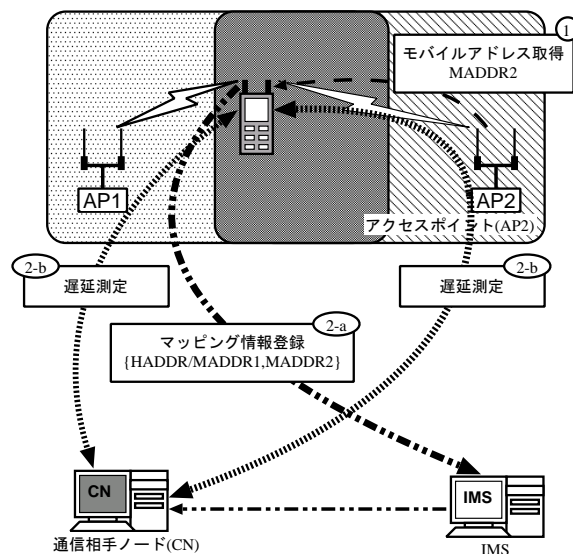 1
モバイルアドレス取得
MADDR2
AP1
AP2
アクセスポイント(AP2)
2-b
遅延測定
2-b
遅延測定
2-a
マッピング情報登録
{HADDR/MADDR1,MADDR2}
CN
IMS
通信相手ノード(CN)
IMS